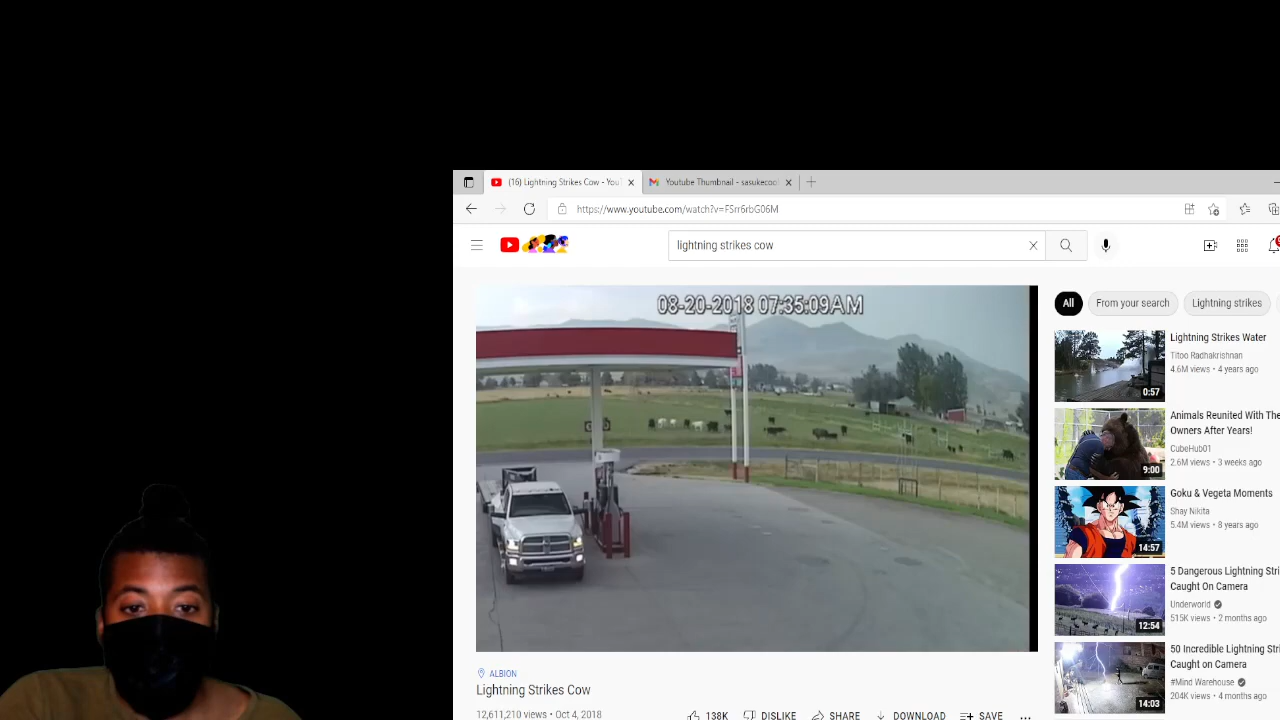 (16) Lightning Strikes Cow - You
Youtube Thumbnail - sasukecool
https://www.youtube.com/watch?v=FSrr6rbG06M
lightning strikes cow
08-20-2018 07:35:09AM
All
From your search
Lightning strikes
Lightning Strikes Water
Titoo Radhakrishnan
4.6M views • 4 years ago
0:57
Animals Reunited With The
Owners After Years!
CubeHub01
2.6M views • 3 weeks ago
9:00
Goku & Vegeta Moments
Shay Nikita
5.4M views • 8 years ago
14:57
5 Dangerous Lightning Stri
Caught On Camera
Underworld
515K views • 2 months ago
12:54
50 Incredible Lightning Stri
Caught on Camera
#Mind Warehouse
204K views • 4 months ago
14:03
ALBION
Lightning Strikes Cow
12,611,210 views • Oct 4, 2018
138K
DISLIKE
SHARE
DOWNLOAD
SAVE